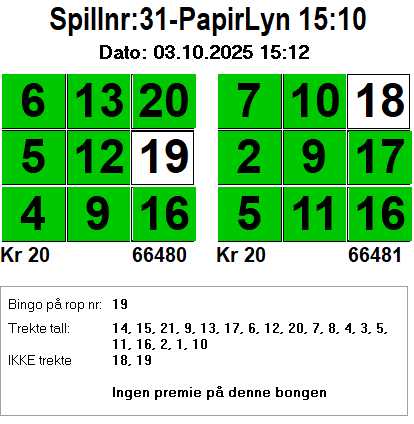 Spillnr:31-PapirLyn 15:10
Dato: 03.10.2025 15:12
6 13 20 7 10 18
5 12 19 2 9 17
4 9 16 5 11 16
Kr 20 66480 Kr 20 66481
Bingo på rop nr: 19
Trekte tall: 14, 15, 21, 9, 13, 17, 6, 12, 20, 7, 8, 4, 3, 5,
11, 16, 2, 1, 10
IKKE trekte 18, 19
Ingen premie på denne bongen